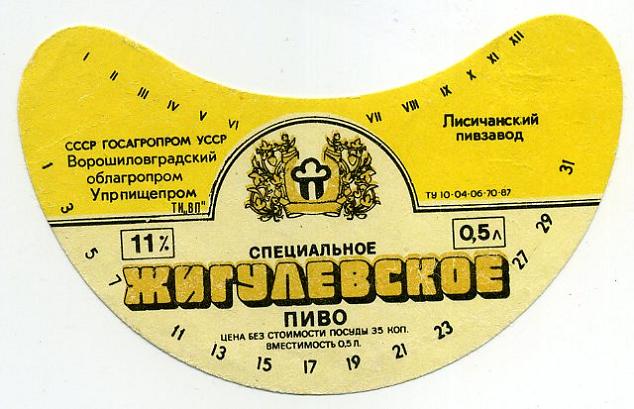 I II III IV V VI VII VIII IX X XI XII
СССР ГОСАГРОПРОМ УССР
Ворошиловградский
облагропром
Упрпищепром
ТИ„ВП"
Лисичанский
пивзавод
ТУ 10-04-06-70-87
11%
0,5 л
СПЕЦИАЛЬНОЕ
ЖИГУЛЕВСКОЕ
ПИВО
ЦЕНА БЕЗ СТОИМОСТИ ПОСУДЫ 35 КОП.
ВМЕСТИМОСТЬ 0,5 Л.
1 3 5 7 11 13 15 17 19 21 23 27 29 31